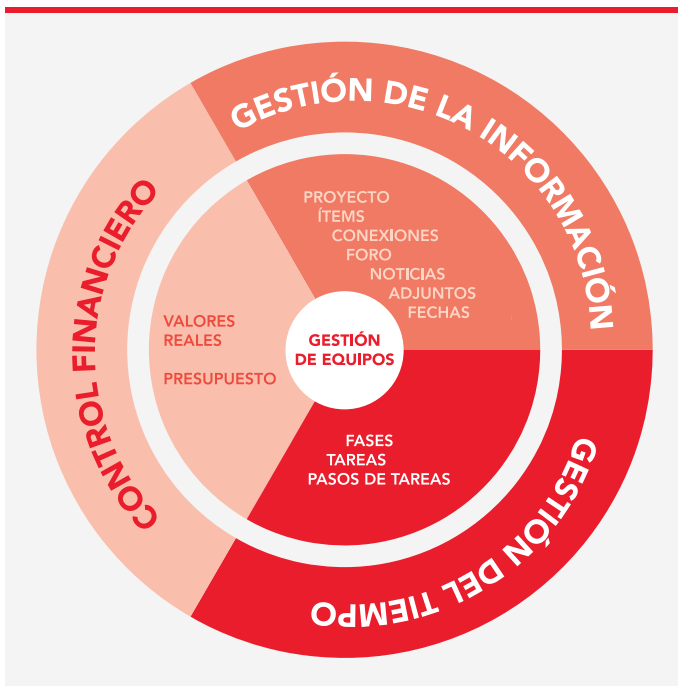 GESTIÓN DE LA INFORMACIÓN
PROYECTO
ÍTEMS
CONEXIONES
FORO
NOTICIAS
ADJUNTOS
FECHAS
CONTROL FINANCIERO
VALORES
REALES
PRESUPUESTO
GESTIÓN
DE EQUIPOS
FASES
TAREAS
PASOS DE TAREAS
GESTIÓN DEL TIEMPO